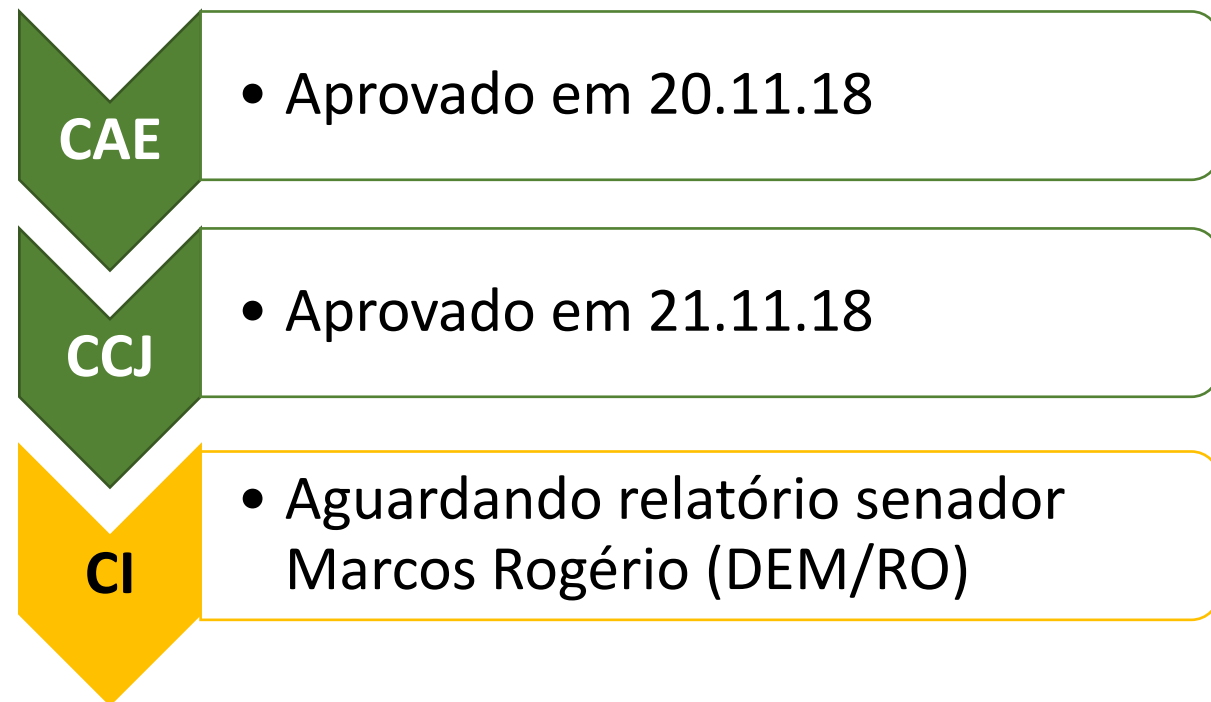 CAE
• Aprovado em 20.11.18
CCJ
• Aprovado em 21.11.18
CI
• Aguardando relatório senador
Marcos Rogério (DEM/RO)